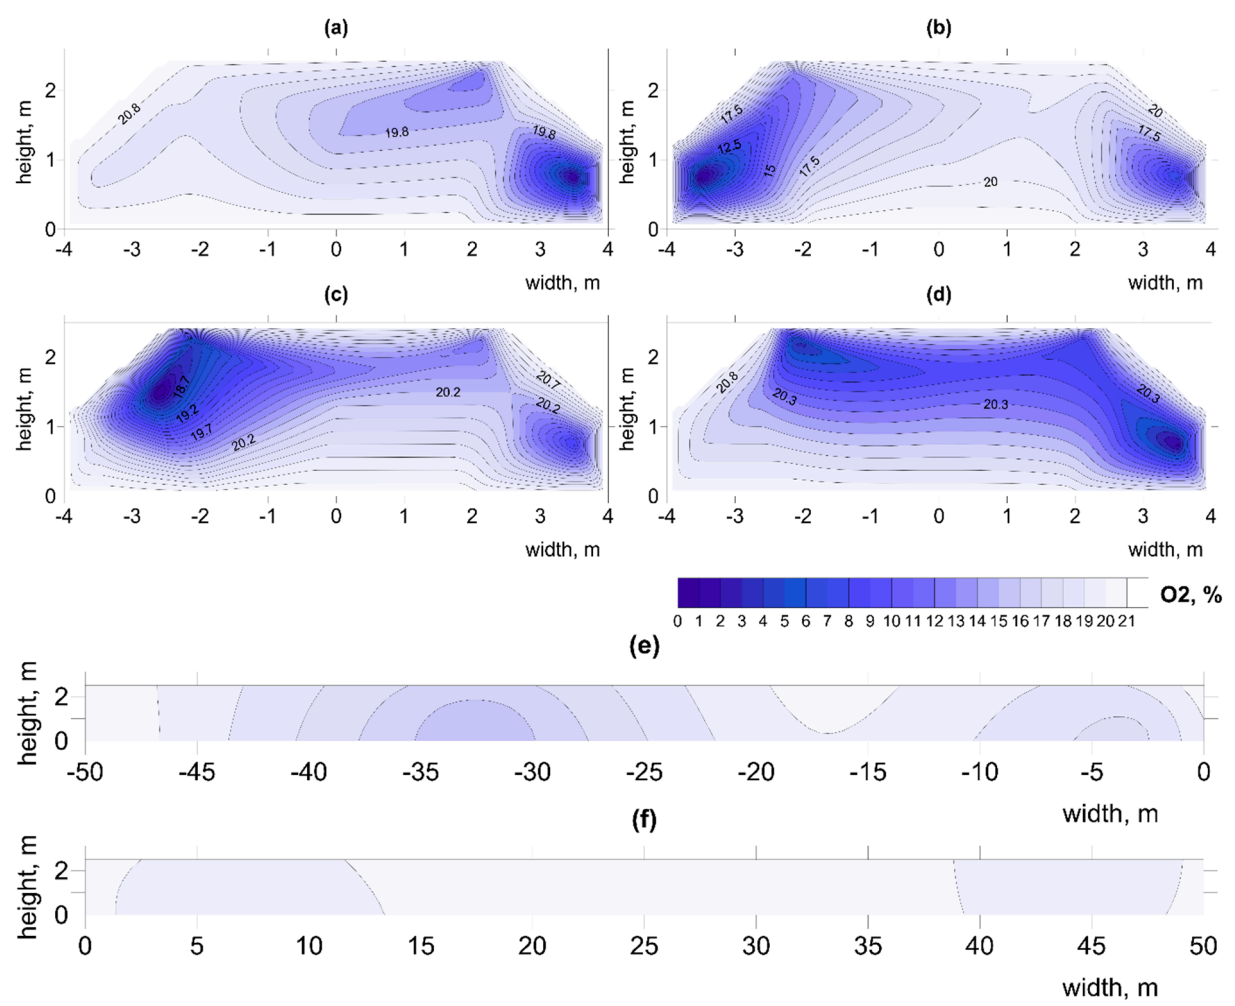 (a) (b)
height, m 2 1 0 20.8 19.8 19.8
-4 -3 -2 -1 0 1 2 3 4
width, m
height, m 2 1 0 17.5 12.5 15 17.5 20 20 17.5
-4 -3 -2 -1 0 1 2 3 4
width, m
(c) (d)
height, m 2 1 0 18.7 19.2 19.7 20.2 20.2 20.7 20.2
-4 -3 -2 -1 0 1 2 3 4
width, m
height, m 2 1 0 20.8 20.3 20.3 20.3
-4 -3 -2 -1 0 1 2 3 4
width, m
O2, %
0 1 2 3 4 5 6 7 8 9 10 11 12 13 14 15 16 17 18 19 20 21
(e)
height, m 2 0
-50 -45 -40 -35 -30 -25 -20 -15 -10 -5 0
width, m
(f)
height, m 2 0
0 5 10 15 20 25 30 35 40 45 50
width, m